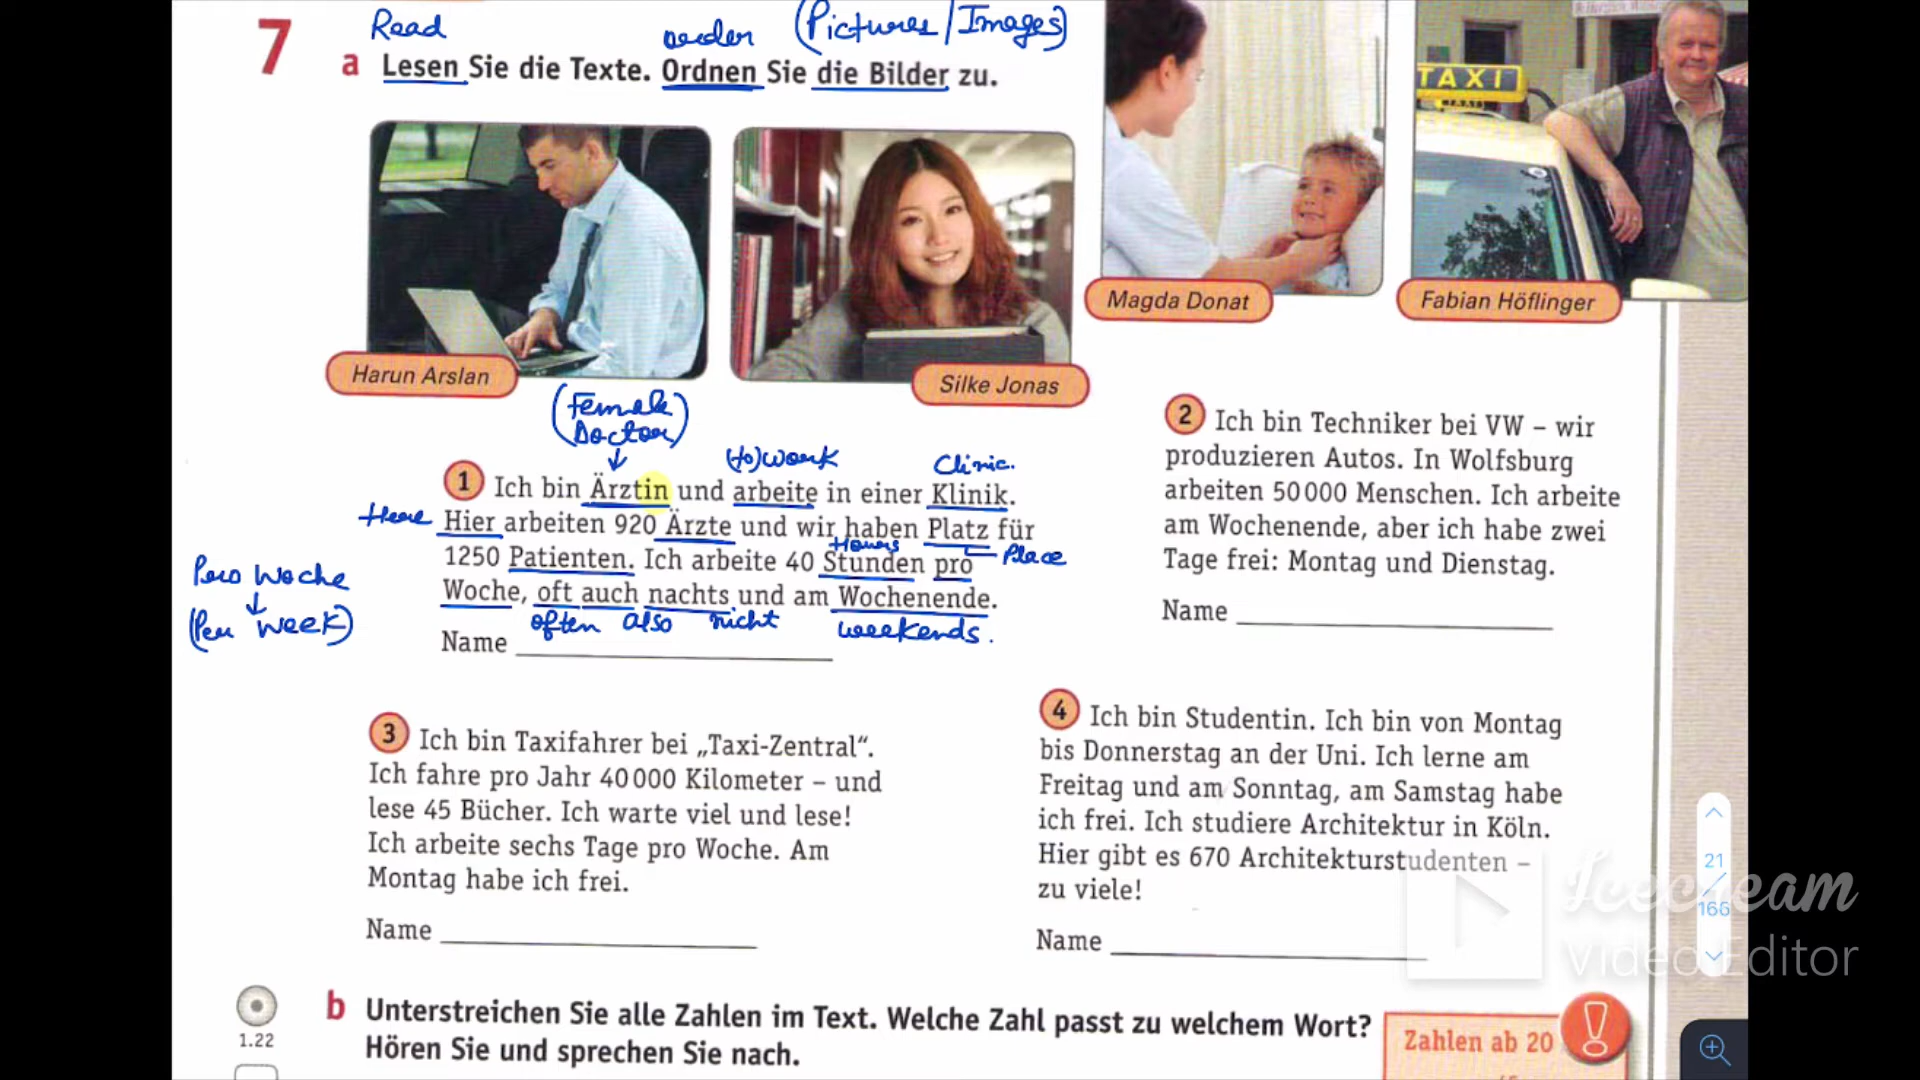 Read
order
(Pictures/Images)
7
a Lesen Sie die Texte. Ordnen Sie die Bilder zu.
TAXI
Harun Arslan
Silke Jonas
Magda Donat
Fabian Höflinger
(Female
Doctor)
(to) work
Clinic.
1 Ich bin Ärztin und arbeite in einer Klinik.
Here
Hier arbeiten 920 Ärzte und wir haben Platz für
Hours
Place
1250 Patienten. Ich arbeite 40 Stunden pro
Woche, oft auch nachts und am Wochenende.
often also nicht weekends.
Pero Woche
(Per week)
Name
2 Ich bin Techniker bei VW – wir
produzieren Autos. In Wolfsburg
arbeiten 50000 Menschen. Ich arbeite
am Wochenende, aber ich habe zwei
Tage frei: Montag und Dienstag.
Name
3 Ich bin Taxifahrer bei „Taxi-Zentral“.
Ich fahre pro Jahr 40000 Kilometer – und
lese 45 Bücher. Ich warte viel und lese!
Ich arbeite sechs Tage pro Woche. Am
Montag habe ich frei.
Name
4 Ich bin Studentin. Ich bin von Montag
bis Donnerstag an der Uni. Ich lerne am
Freitag und am Sonntag, am Samstag habe
ich frei. Ich studiere Architektur in Köln.
Hier gibt es 670 Architekturstudenten –
zu viele!
Name
21
166
Icecream
Video Editor
1.22
b Unterstreichen Sie alle Zahlen im Text. Welche Zahl passt zu welchem Wort?
Hören Sie und sprechen Sie nach.
Zahlen ab 20
!